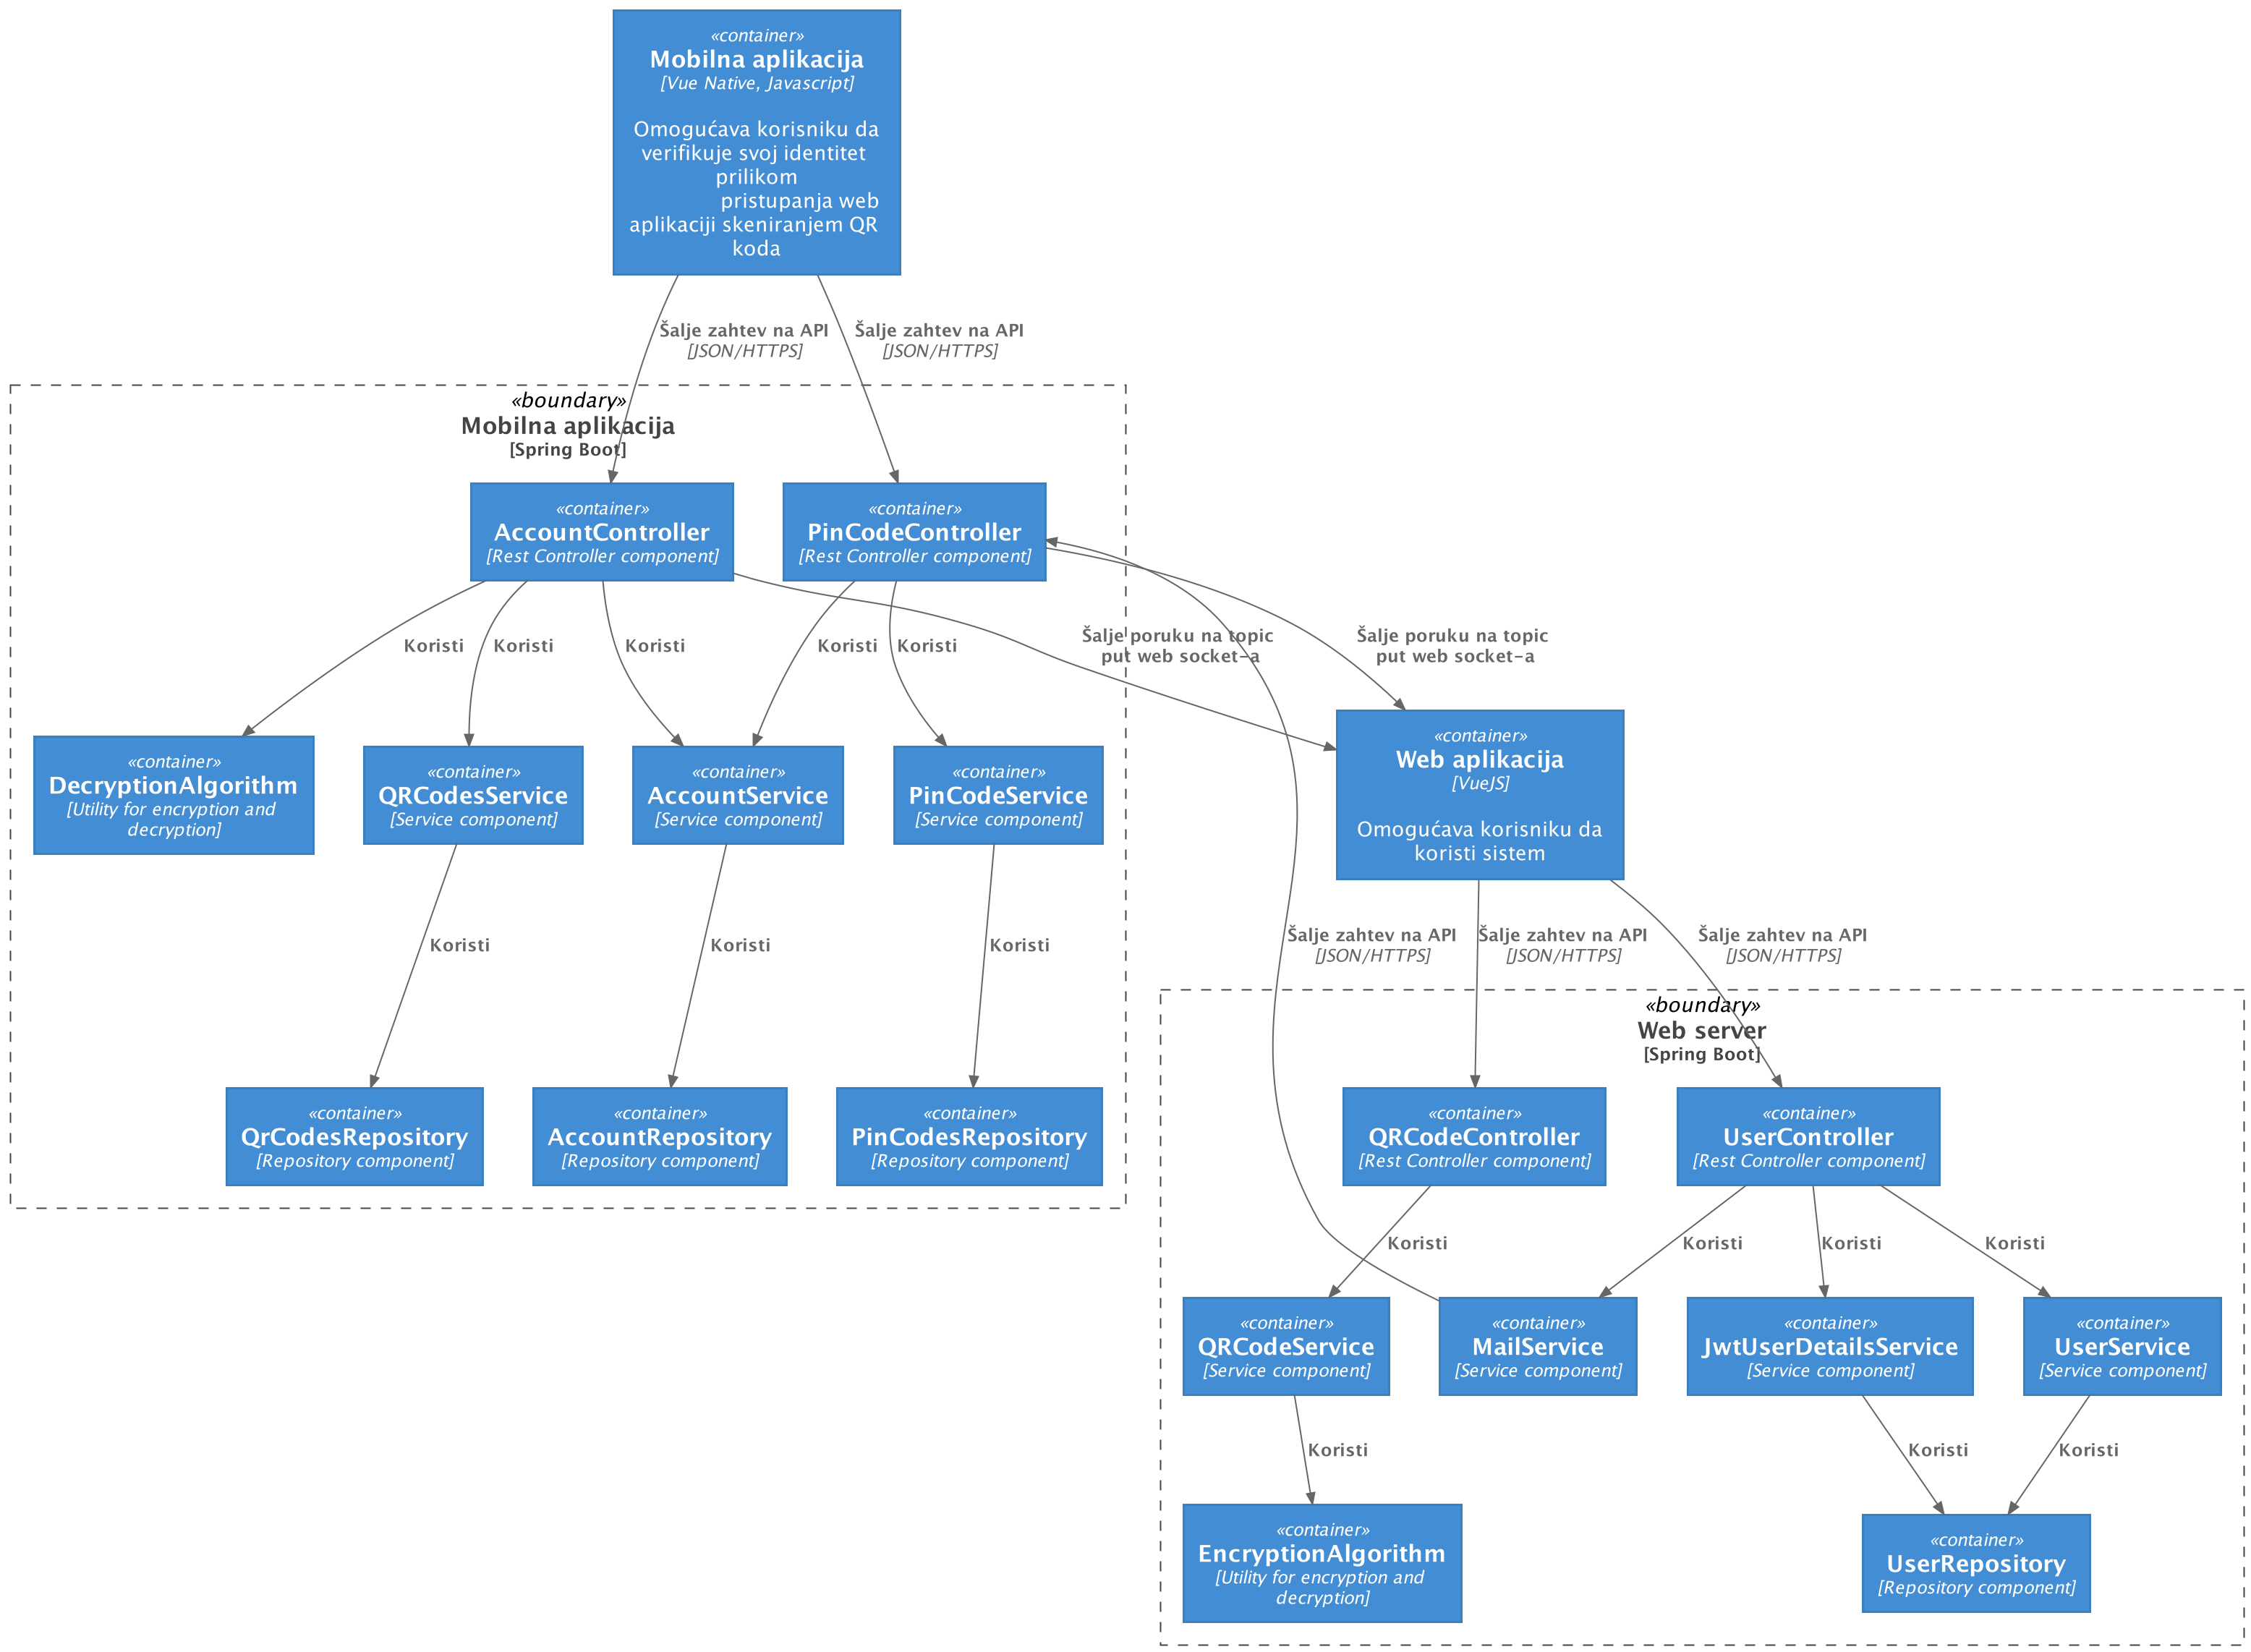 «container»
Mobilna aplikacija
[Vue Native, Javascript]
Omogućava korisniku da
verifikuje svoj identitet
prilikom
pristupanja web
aplikaciji skeniranjem QR
koda
Šalje zahtev na API
[JSON/HTTPS]
Šalje zahtev na API
[JSON/HTTPS]
«boundary»
Mobilna aplikacija
[Spring Boot]
«container»
AccountController
[Rest Controller component]
«container»
PinCodeController
[Rest Controller component]
Koristi
Koristi
Koristi
Koristi
Koristi
Šalje poruku na topic
put web socket-a
Šalje poruku na topic
put web socket-a
«container»
DecryptionAlgorithm
[Utility for encryption and
decryption]
«container»
QRCodesService
[Service component]
«container»
AccountService
[Service component]
«container»
PinCodeService
[Service component]
«container»
Web aplikacija
[VueJS]
Omogućava korisniku da
koristi sistem
Koristi
Koristi
Koristi
Šalje zahtev na API
[JSON/HTTPS]
Šalje zahtev na API
[JSON/HTTPS]
Šalje zahtev na API
[JSON/HTTPS]
«boundary»
Web server
[Spring Boot]
«container»
QrCodesRepository
[Repository component]
«container»
AccountRepository
[Repository component]
«container»
PinCodesRepository
[Repository component]
«container»
QRCodeController
[Rest Controller component]
«container»
UserController
[Rest Controller component]
Koristi
Koristi
Koristi
Koristi
«container»
QRCodeService
[Service component]
«container»
MailService
[Service component]
«container»
JwtUserDetailsService
[Service component]
«container»
UserService
[Service component]
Koristi
Koristi
Koristi
«container»
EncryptionAlgorithm
[Utility for encryption and
decryption]
«container»
UserRepository
[Repository component]